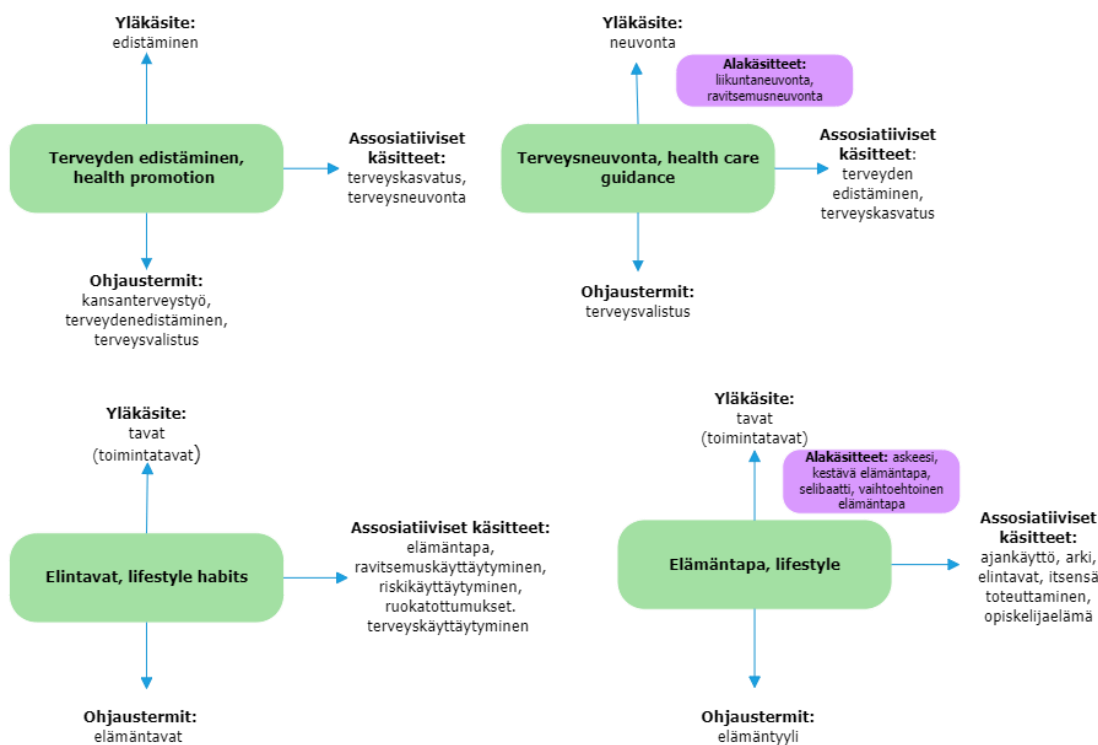 Yläkäsite:
edistäminen
Terveyden edistäminen,
health promotion
Assosiatiiviset
käsitteet:
terveyskasvatus,
terveysneuvonta
Ohjaustermit:
kansanterveystyö,
terveydenedistäminen,
terveysvalistus
Yläkäsite:
neuvonta
Alakäsitteet:
liikuntaneuvonta,
ravitsemusneuvonta
Terveysneuvonta, health care
guidance
Assosiatiiviset
käsitteet:
terveyden
edistäminen,
terveyskasvatus
Ohjaustermit:
terveysvalistus
Yläkäsite:
tavat
(toimintatavat)
Elintavat, lifestyle habits
Assosiatiiviset käsitteet:
elämäntapa,
ravitsemuskäyttäytyminen,
riskikäyttäytyminen,
ruokatottumukset.
terveyskäyttäytyminen
Ohjaustermit:
elämäntavat
Yläkäsite:
tavat
(toimintatavat)
Alakäsitteet: askeesi,
kestävä elämäntapa,
selibaatti, vaihtoehtoinen
elämäntapa
Elämäntapa, lifestyle
Assosiatiiviset
käsitteet:
ajankäyttö, arki,
elintavat, itsensä
toteuttaminen,
opiskelijaelämä
Ohjaustermit:
elämäntyyli